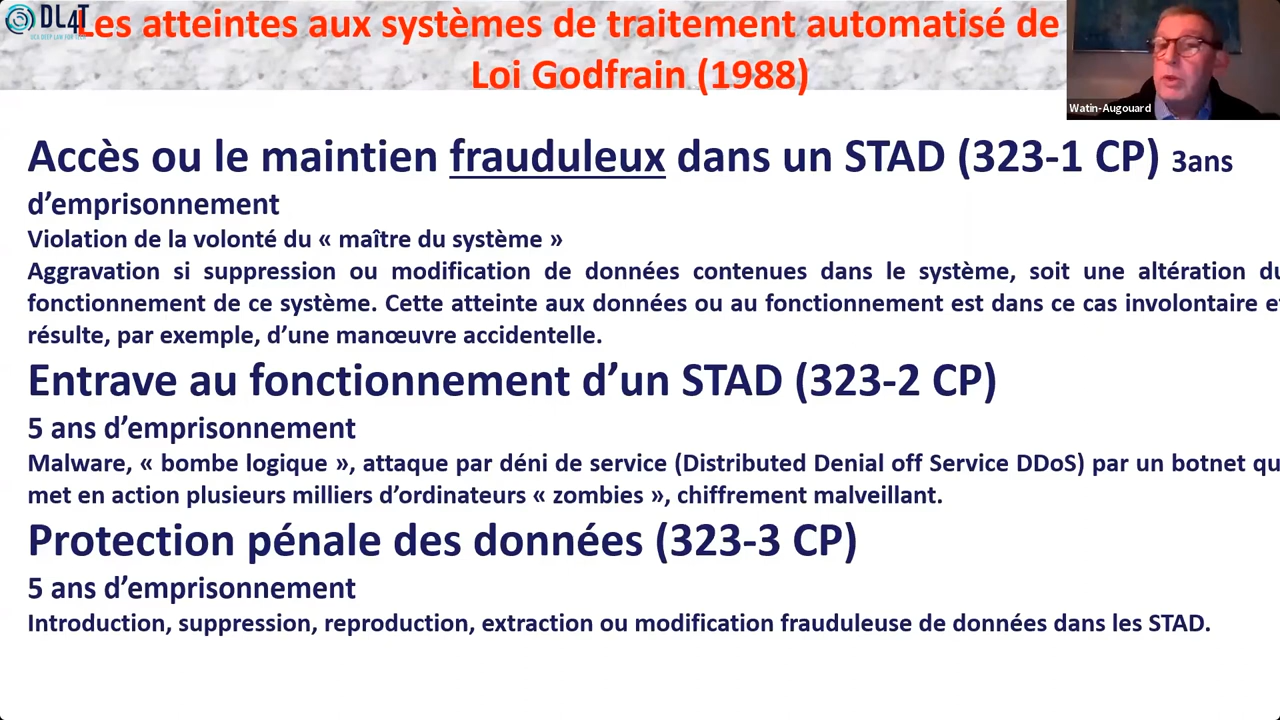 DL4T
UCA DEEP LAW FOR TECH
Les atteintes aux systèmes de traitement automatisé de
Loi Godfrain (1988)
Watin-Augouard
Accès ou le maintien frauduleux dans un STAD (323-1 CP) 3ans
d’emprisonnement
Violation de la volonté du « maître du système »
Aggravation si suppression ou modification de données contenues dans le système, soit une altération du
fonctionnement de ce système. Cette atteinte aux données ou au fonctionnement est dans ce cas involontaire et
résulte, par exemple, d’une manœuvre accidentelle.
Entrave au fonctionnement d’un STAD (323-2 CP)
5 ans d’emprisonnement
Malware, « bombe logique », attaque par déni de service (Distributed Denial off Service DDoS) par un botnet qu
met en action plusieurs milliers d’ordinateurs « zombies », chiffrement malveillant.
Protection pénale des données (323-3 CP)
5 ans d’emprisonnement
Introduction, suppression, reproduction, extraction ou modification frauduleuse de données dans les STAD.